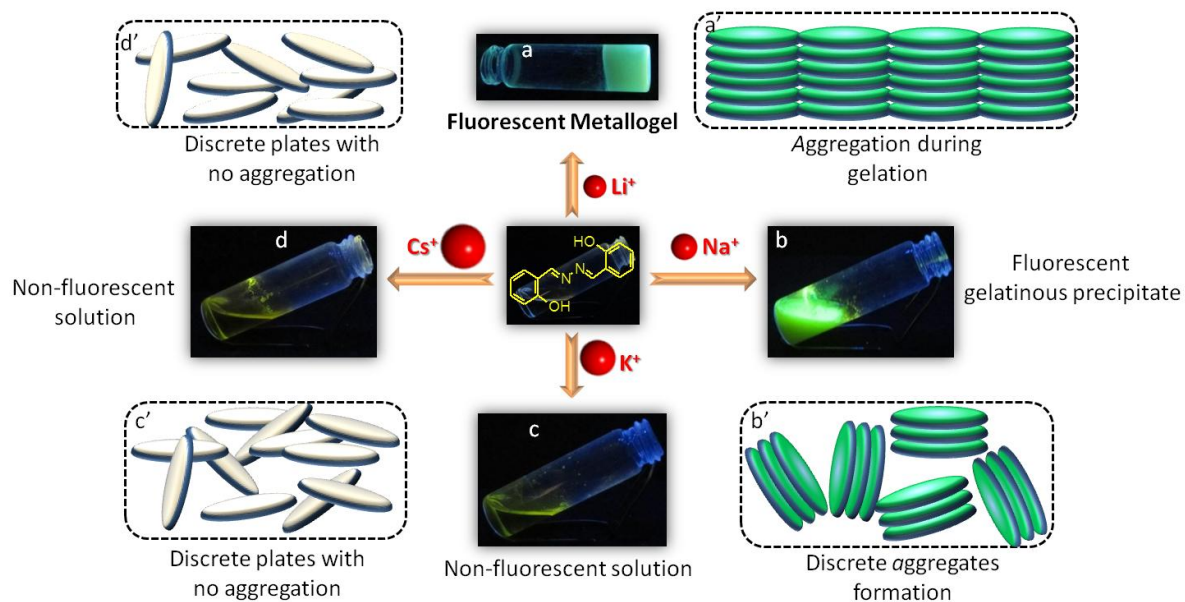 d'
a
a'
Fluorescent Metallogel
Discrete plates with
no aggregation
Aggregation during
gelation
Li⁺
d
Cs⁺
HO
N
N
OH
Na⁺
b
Non-fluorescent
solution
Fluorescent
gelatinous precipitate
K⁺
c'
c
b'
Discrete plates with
no aggregation
Non-fluorescent solution
Discrete aggregates
formation